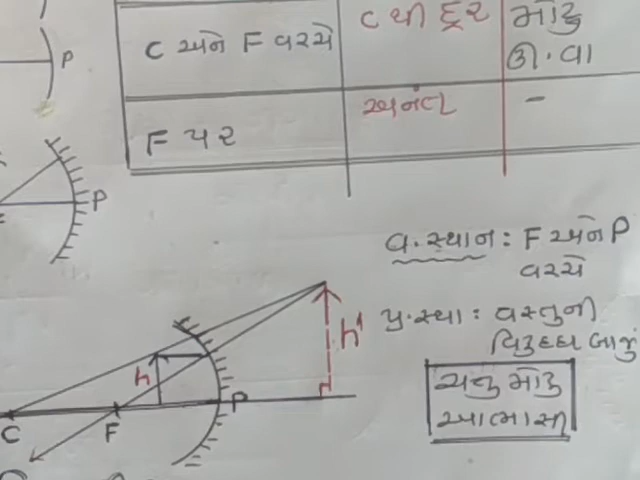 P
C અને F વચ્ચે
C થી દૂર
મોટુ
ઊ.વા
F પર
અનંત
-
P
વ.સ્થાન : F અને P
વચ્ચે
પ્ર.સ્થા : વસ્તુની
વિરુદ્ધ બાજુ
h
h'
ચત્તુ મોટુ
આભાસી
C F P